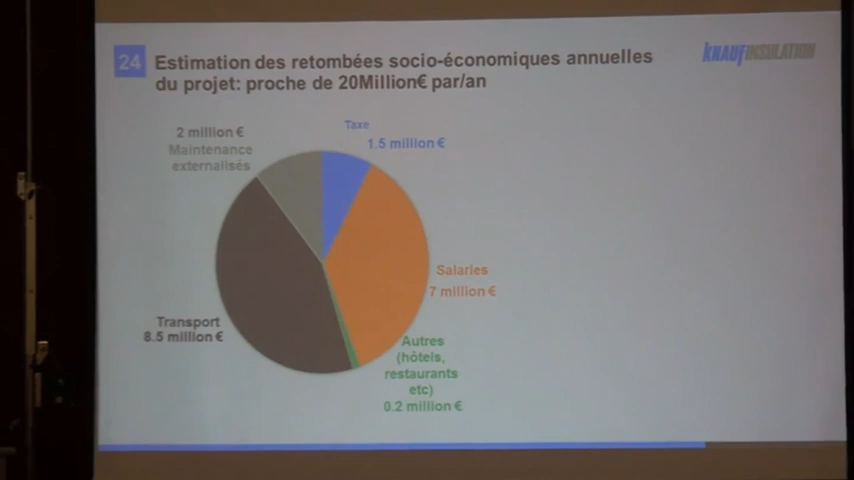 24
Estimation des retombées socio-économiques annuelles
du projet: proche de 20Million€ par/an
KNAUFINSULATION
2 million €
Maintenance
externalisés
Taxe
1.5 million €
Salaries
7 million €
Transport
8.5 million €
Autres
(hôtels,
restaurants
etc)
0.2 million €